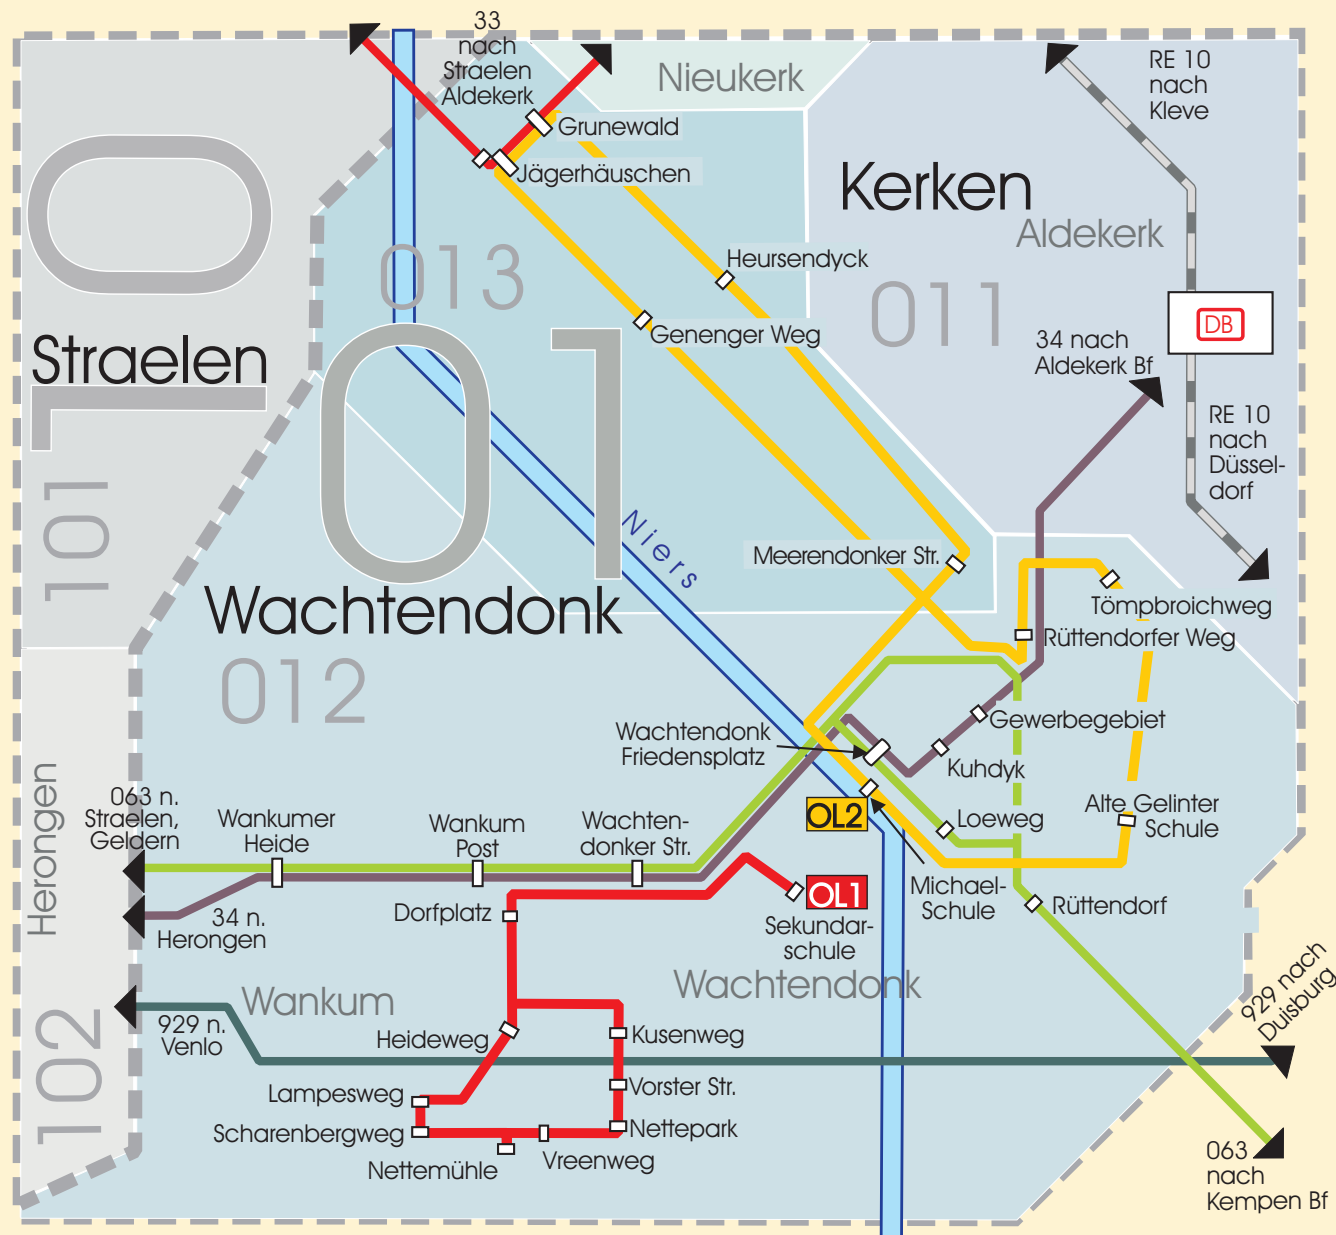 33
nach
Straelen
Aldekerk
Nieukerk
RE 10
nach
Kleve
Grunewald
Jägerhäuschen
Kerken
Aldekerk
0
013
Heursendyck
011
DB
Genenger Weg
34 nach
Aldekerk Bf
Straelen
1
01
RE 10
nach
Düssel-
dorf
101
Niers
Meerendonker Str.
Wachtendonk
Tömpbroichweg
Rüttendorfer Weg
012
Gewerbegebiet
Wachtendonk
Friedensplatz
Kuhdyk
Herongen
063 n.
Straelen,
Geldern
Wankumer
Heide
Wankum
Post
Wachten-
donker Str.
OL2
Loeweg
Alte Gelinter
Schule
Michael-
Schule
OL1
Sekundar-
schule
Rüttendorf
Dorfplatz
34 n.
Herongen
Wachtendonk
Wankum
929 nach
Duisburg
102
929 n.
Venlo
Heideweg
Kusenweg
Lampesweg
Vorster Str.
Scharenbergweg
Nettepark
Nettemühle
Vreenweg
063
nach
Kempen Bf